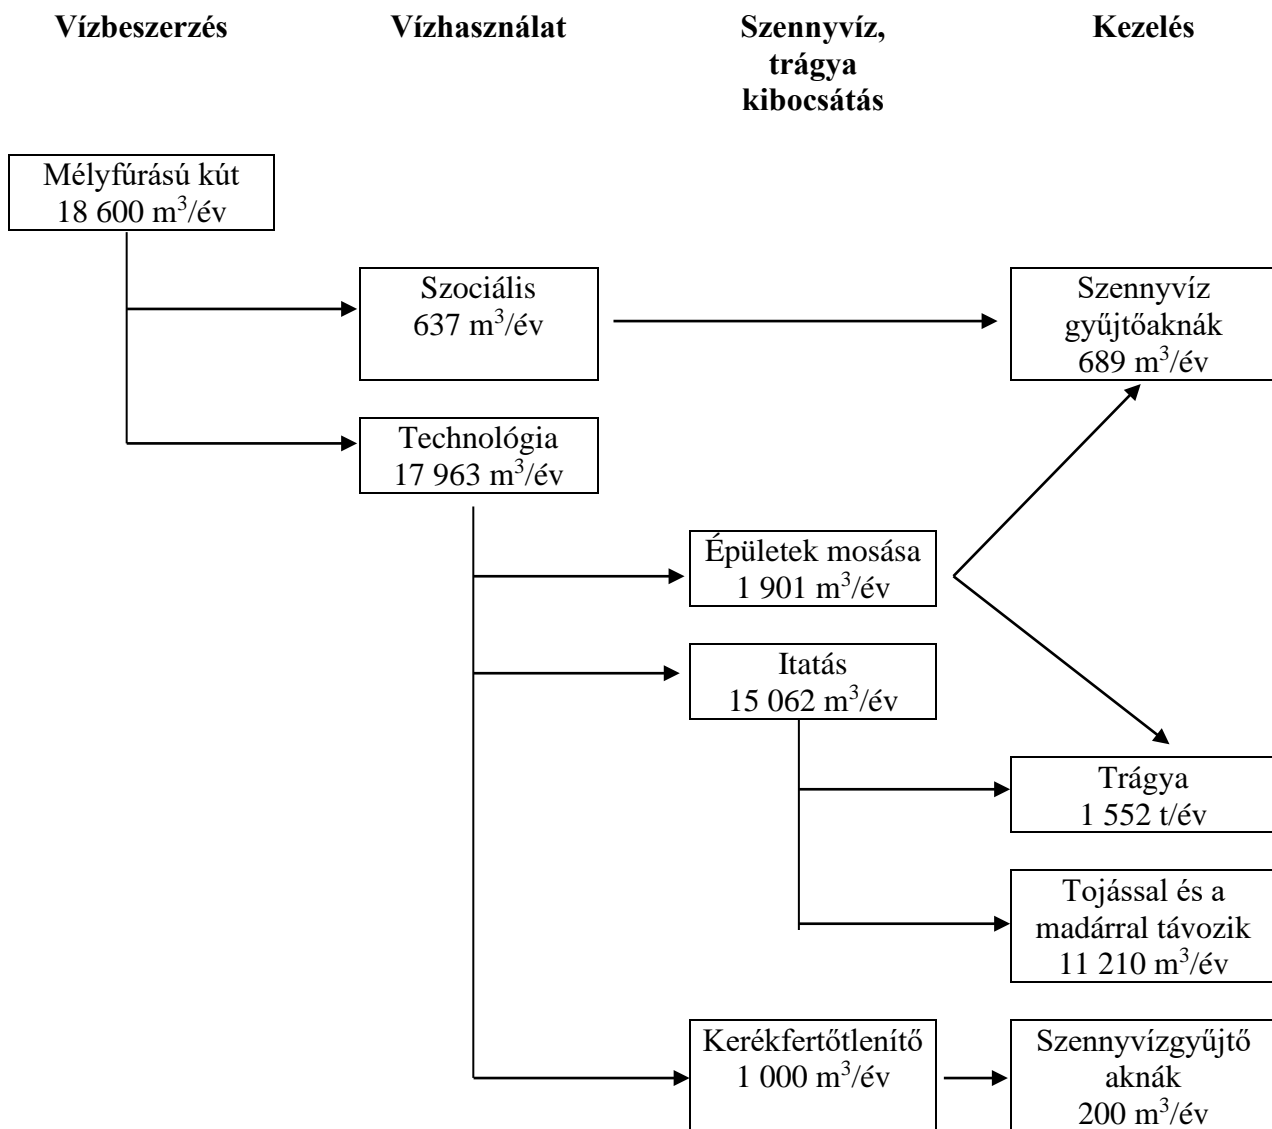 Vízbeszerzés
Vízhasználat
Szennyvíz,
trágya
kibocsátás
Kezelés
Mélyfúrású kút
18 600 m³/év
Szociális
637 m³/év
Szennyvíz
gyűjtőaknák
689 m³/év
Technológia
17 963 m³/év
Épületek mosása
1 901 m³/év
Itatás
15 062 m³/év
Trágya
1 552 t/év
Tojással és a
madárral távozik
11 210 m³/év
Kerékfertőtlenítő
1 000 m³/év
Szennyvízgyűjtő
aknák
200 m³/év